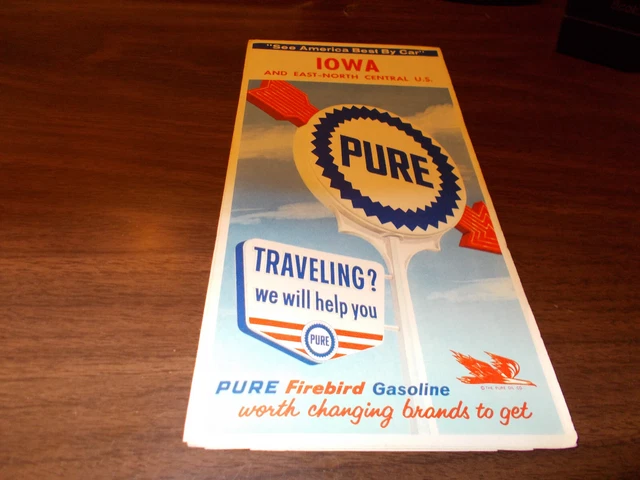 "See America Best By Car"
IOWA
AND EAST-NORTH CENTRAL U.S.
PURE
TRAVELING?
we will help you
PURE
PURE Firebird Gasoline
worth changing brands to get